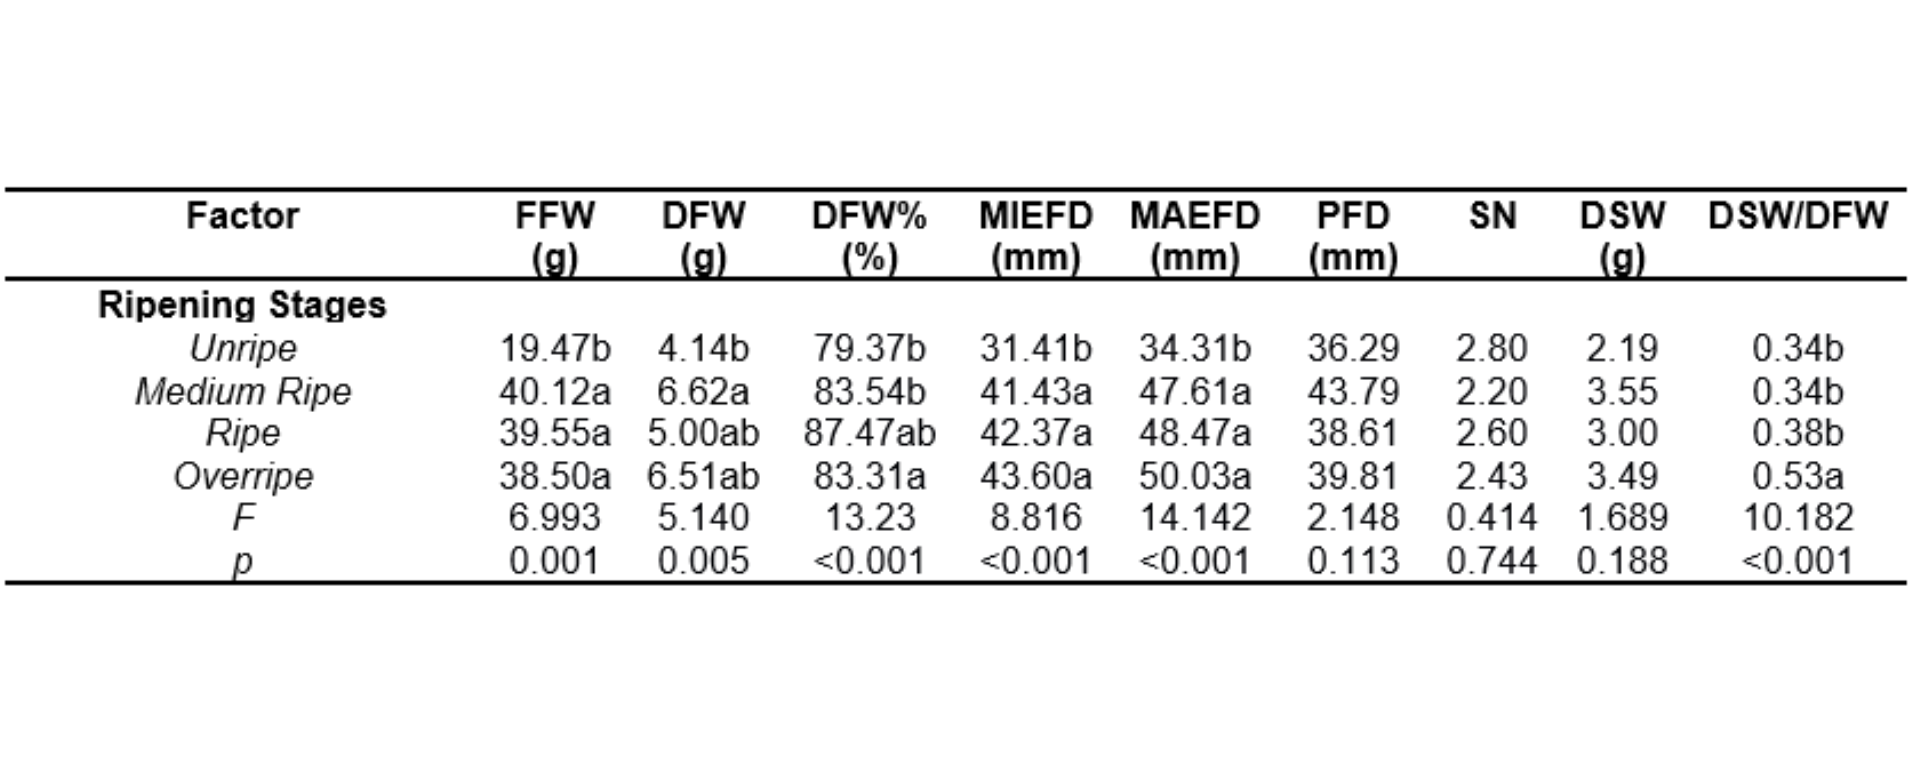 Factor FFW DFW DFW% MIEFD MAEFD PFD SN DSW DSW/DFW
(g) (g) (%) (mm) (mm) (mm) (g)
Ripening Stages
Unripe 19.47b 4.14b 79.37b 31.41b 34.31b 36.29 2.80 2.19 0.34b
Medium Ripe 40.12a 6.62a 83.54b 41.43a 47.61a 43.79 2.20 3.55 0.34b
Ripe 39.55a 5.00ab 87.47ab 42.37a 48.47a 38.61 2.60 3.00 0.38b
Overripe 38.50a 6.51ab 83.31a 43.60a 50.03a 39.81 2.43 3.49 0.53a
F 6.993 5.140 13.23 8.816 14.142 2.148 0.414 1.689 10.182
p 0.001 0.005 <0.001 <0.001 <0.001 0.113 0.744 0.188 <0.001